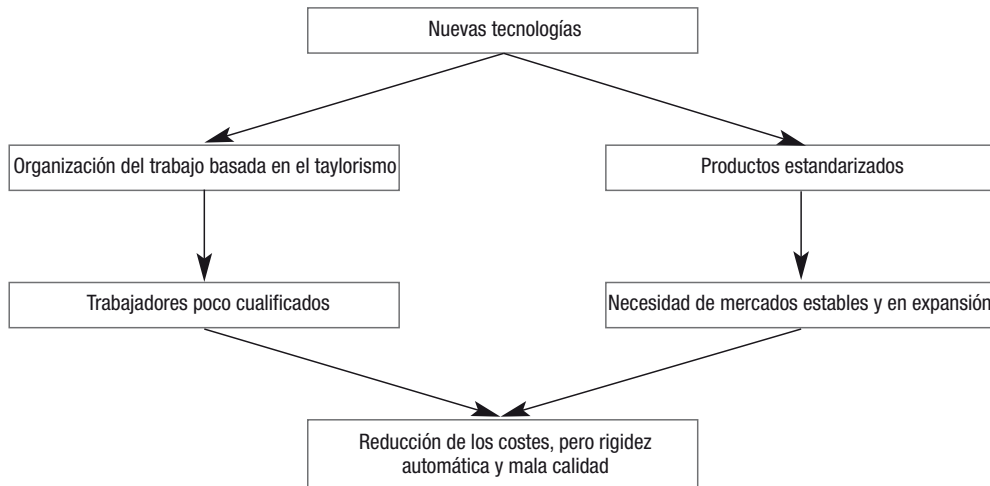 Nuevas tecnologías
Organización del trabajo basada en el taylorismo
Productos estandarizados
Trabajadores poco cualificados
Necesidad de mercados estables y en expansión
Reducción de los costes, pero rigidez
automática y mala calidad